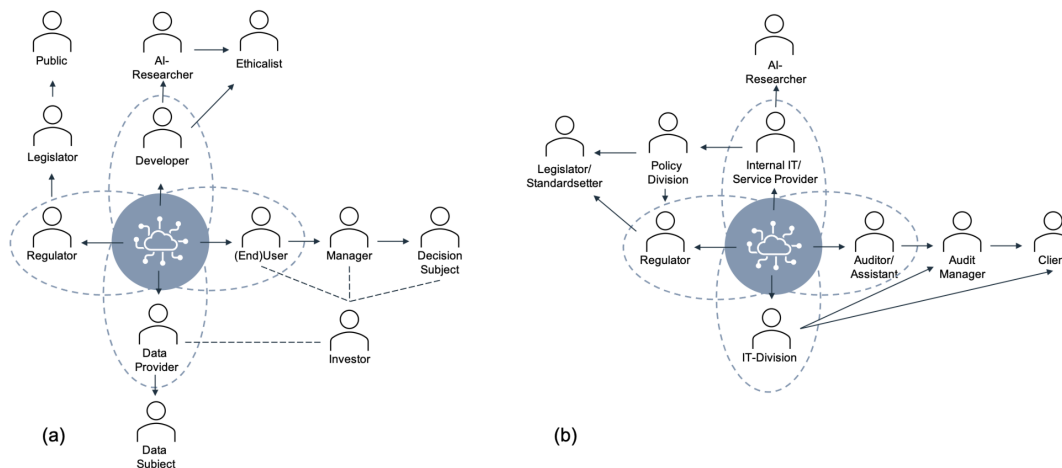 Public
AI-
Researcher
Ethicalist
Legislator
Developer
Regulator
(End)User
Manager
Decision
Subject
Data
Provider
Investor
Data
Subject
(a)
AI-
Researcher
Legislator/
Standardsetter
Policy
Division
Internal IT/
Service Provider
Regulator
Auditor/
Assistant
Audit
Manager
Clien
IT-Division
(b)